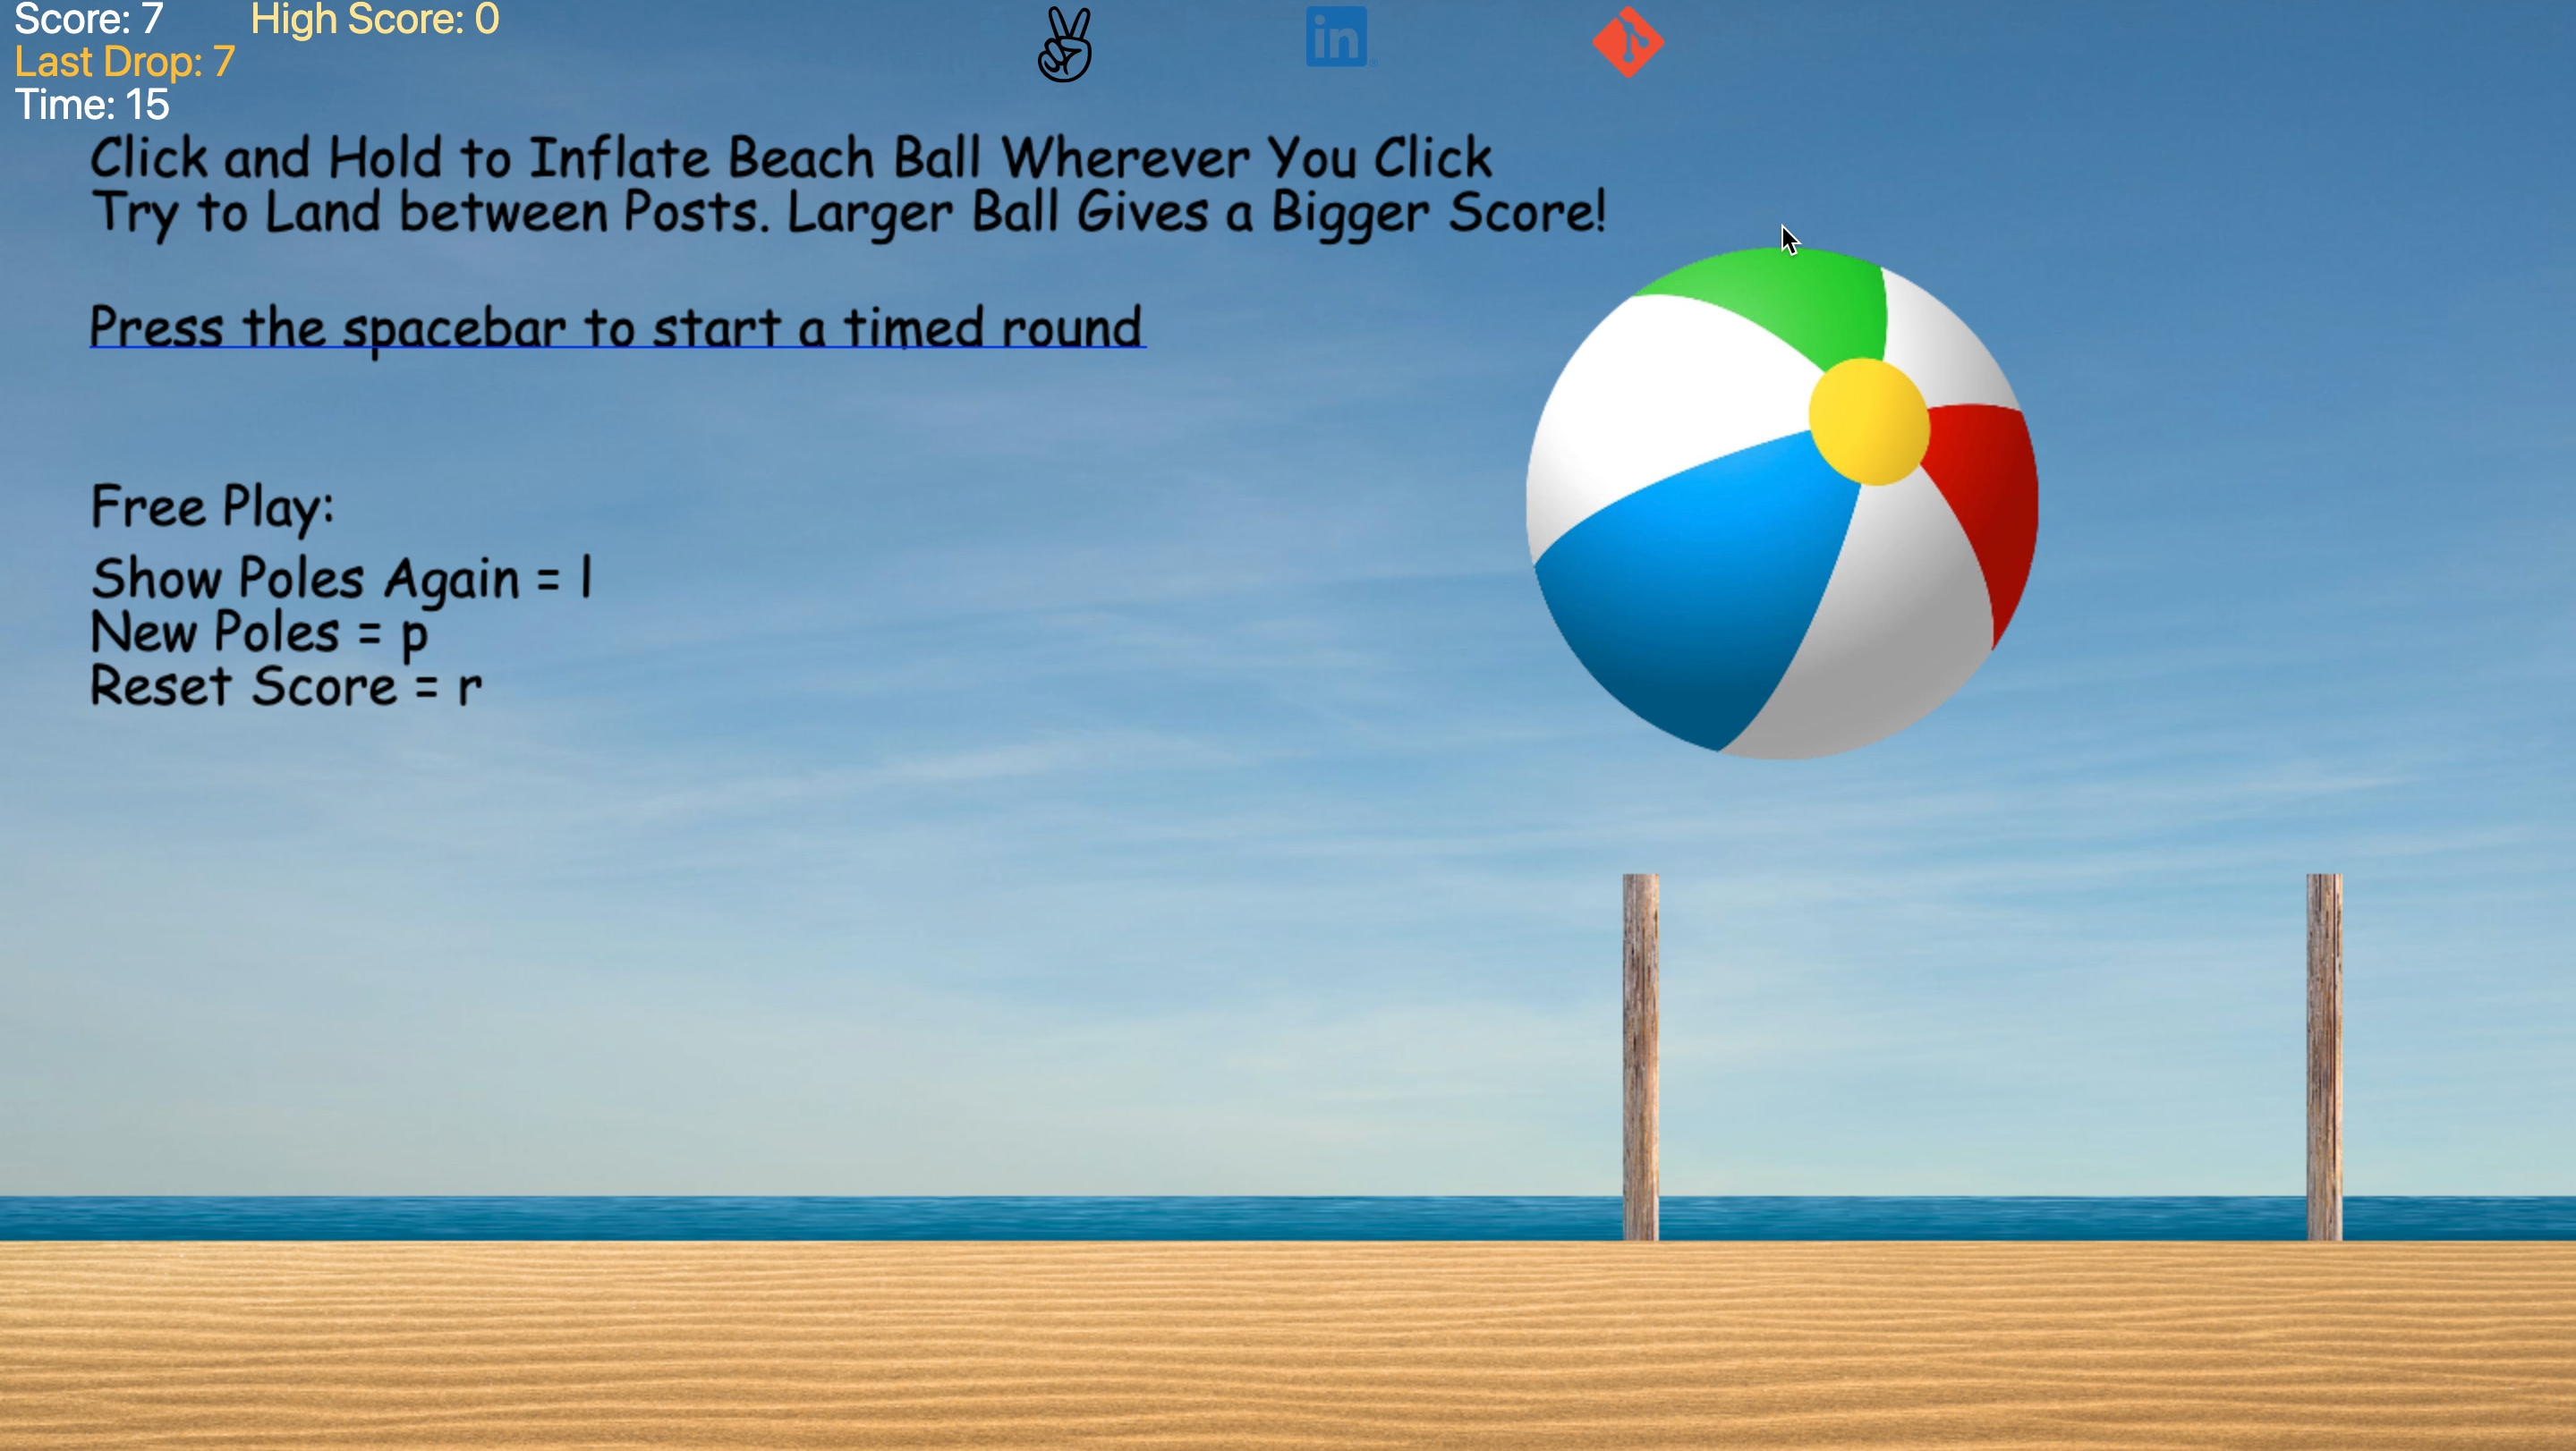 Score: 7 High Score: 0
Last Drop: 7
Time: 15
in
Click and Hold to Inflate Beach Ball Wherever You Click
Try to Land between Posts. Larger Ball Gives a Bigger Score!
Press the spacebar to start a timed round
Free Play:
Show Poles Again = l
New Poles = p
Reset Score = r